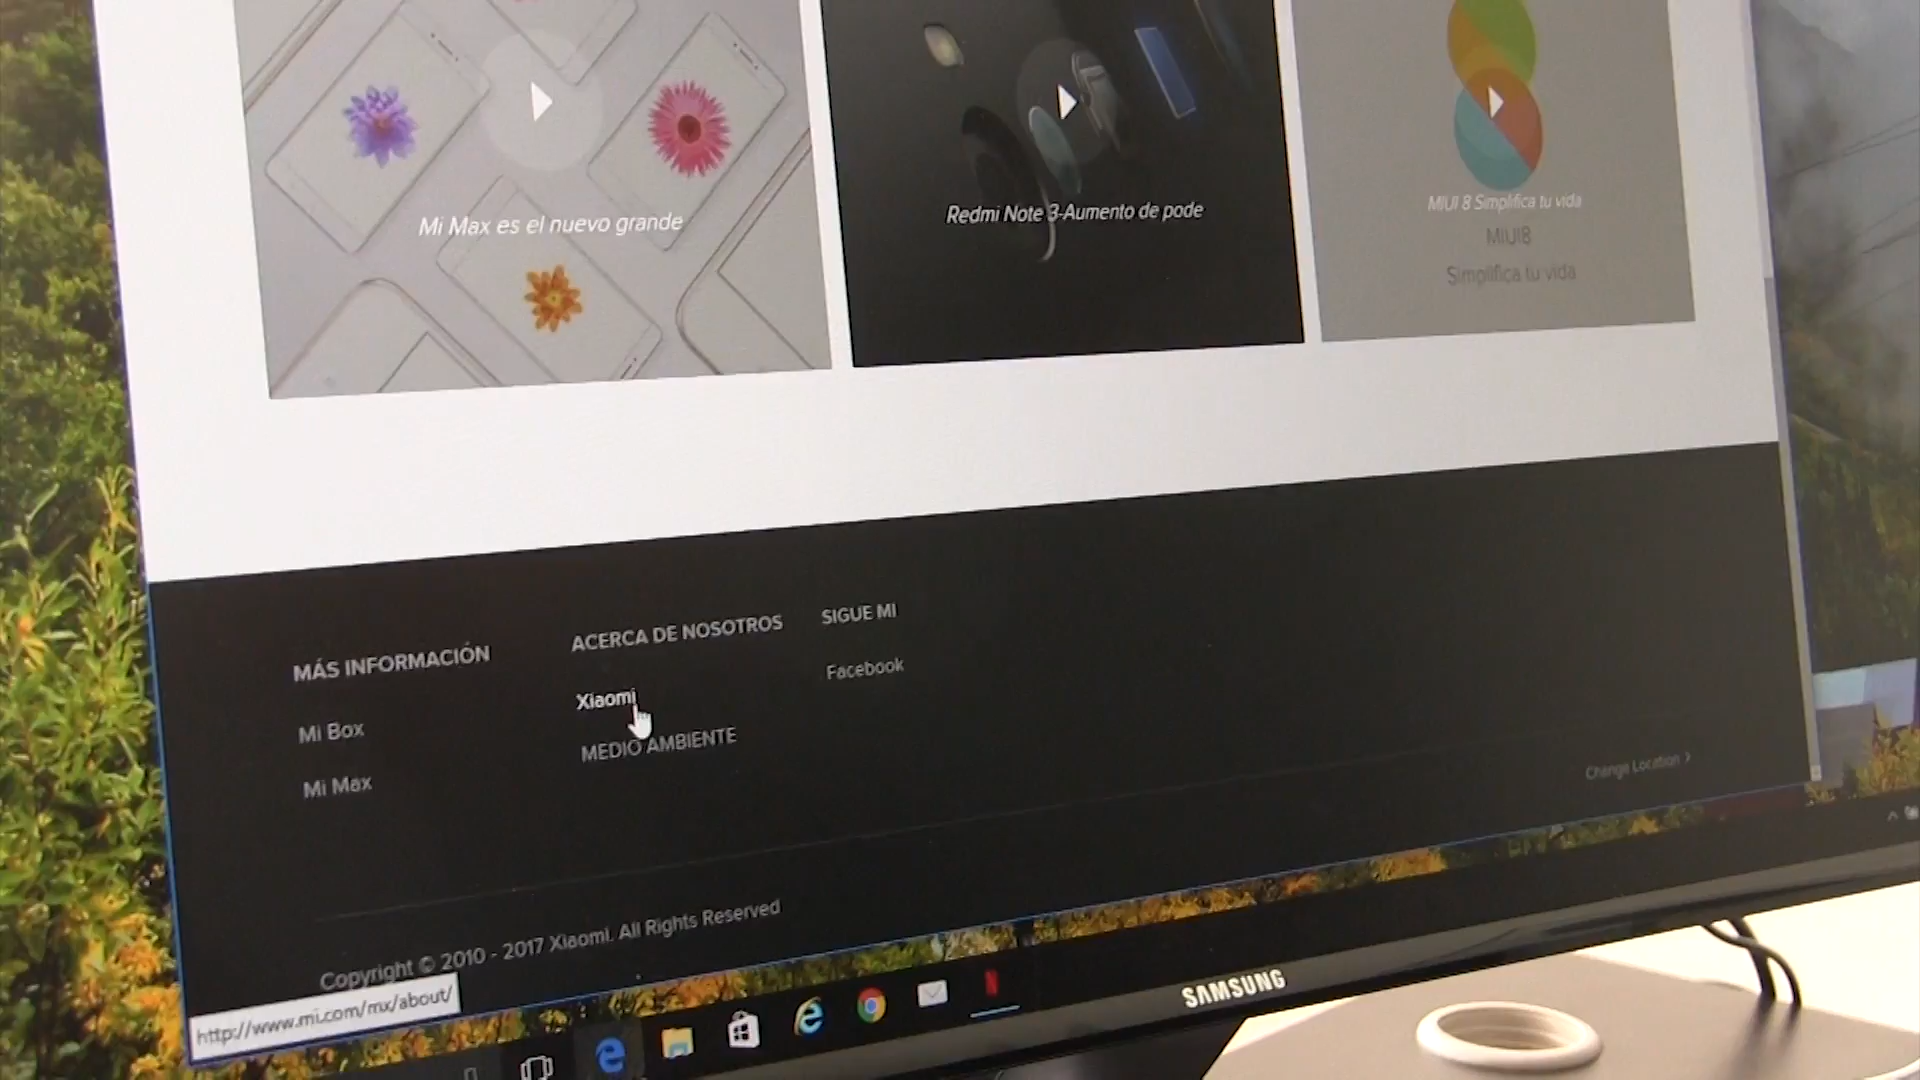 Mi Max es el nuevo grande
Redmi Note 3-Aumento de pode
MIUI 8 Simplifica tu vida
MIUI8
Simplifica tu vida
MÁS INFORMACIÓN
Mi Box
Mi Max
ACERCA DE NOSOTROS
Xiaomi
MEDIO AMBIENTE
SIGUE MI
Facebook
Change Location >
Copyright © 2010 - 2017 Xiaomi. All Rights Reserved
http://www.mi.com/mx/about/
SAMSUNG